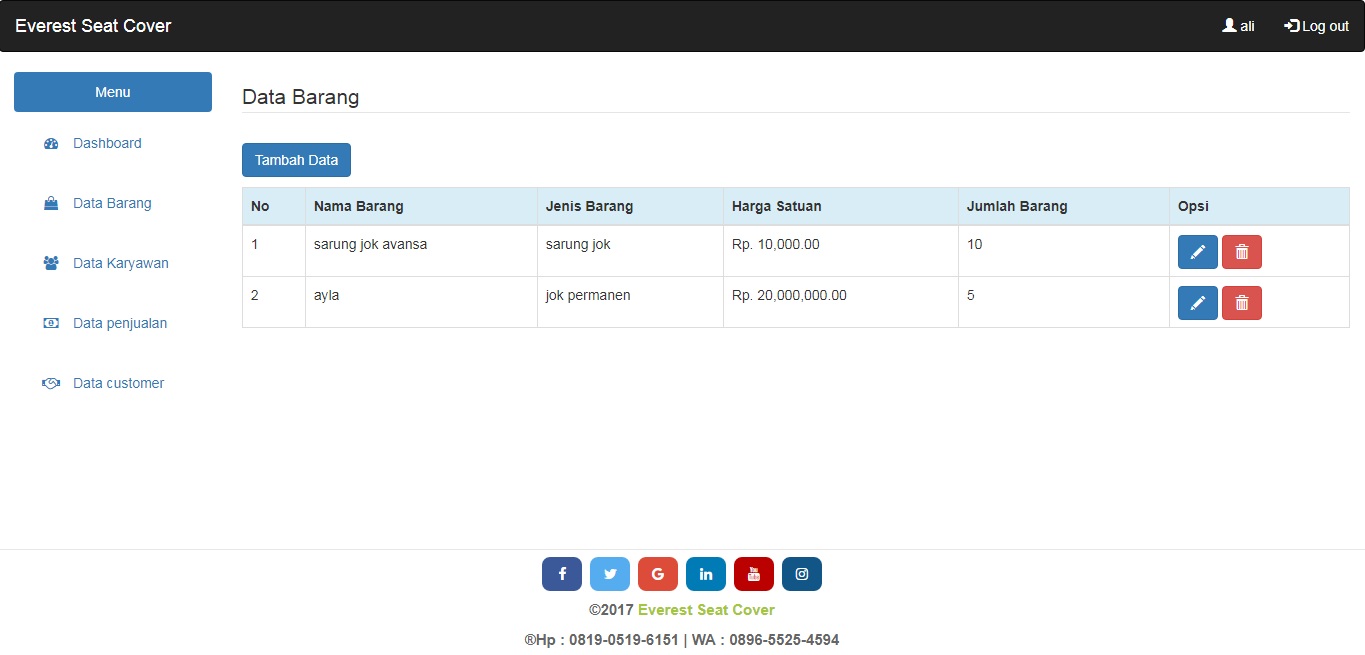 Everest Seat Cover ali Log out
Menu
Data Barang
Dashboard
Tambah Data
Data Barang
Data Karyawan
Data penjualan
Data customer
No Nama Barang Jenis Barang Harga Satuan Jumlah Barang Opsi
1 sarung jok avansa sarung jok Rp. 10,000.00 10
2 ayla jok permanen Rp. 20,000,000.00 5
©2017 Everest Seat Cover
®Hp : 0819-0519-6151 | WA : 0896-5525-4594